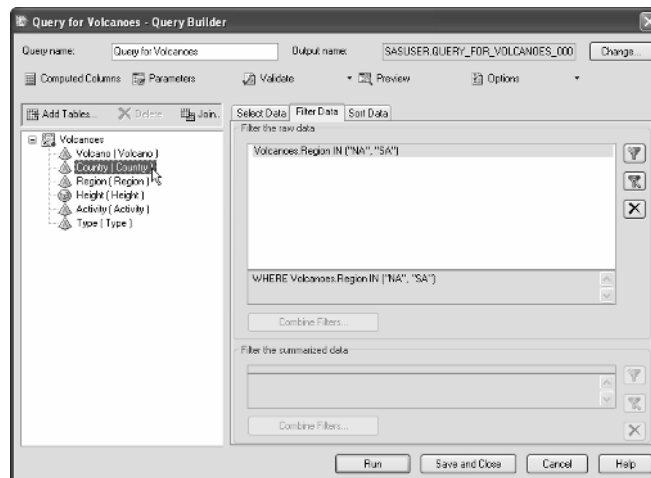 Query for Volcanoes - Query Builder
Query name: Query for Volcanoes Output name: SASUSER.QUERY_FOR_VOLCANOES_000 Change...
Computed Columns Parameters Validate Preview Options
Add Tables... Delete Join. Select Data Filter Data Sort Data
Filter the raw data
Volcanoes
Volcano ( Volcano )
Country ( Country )
Region ( Region )
Height ( Height )
Activity ( Activity )
Type ( Type )
Volcanoes.Region IN ("NA", "SA")
WHERE Volcanoes.Region IN ("NA", "SA")
Combine Filters...
Filter the summarized data
Combine Filters...
Run Save and Close Cancel Help